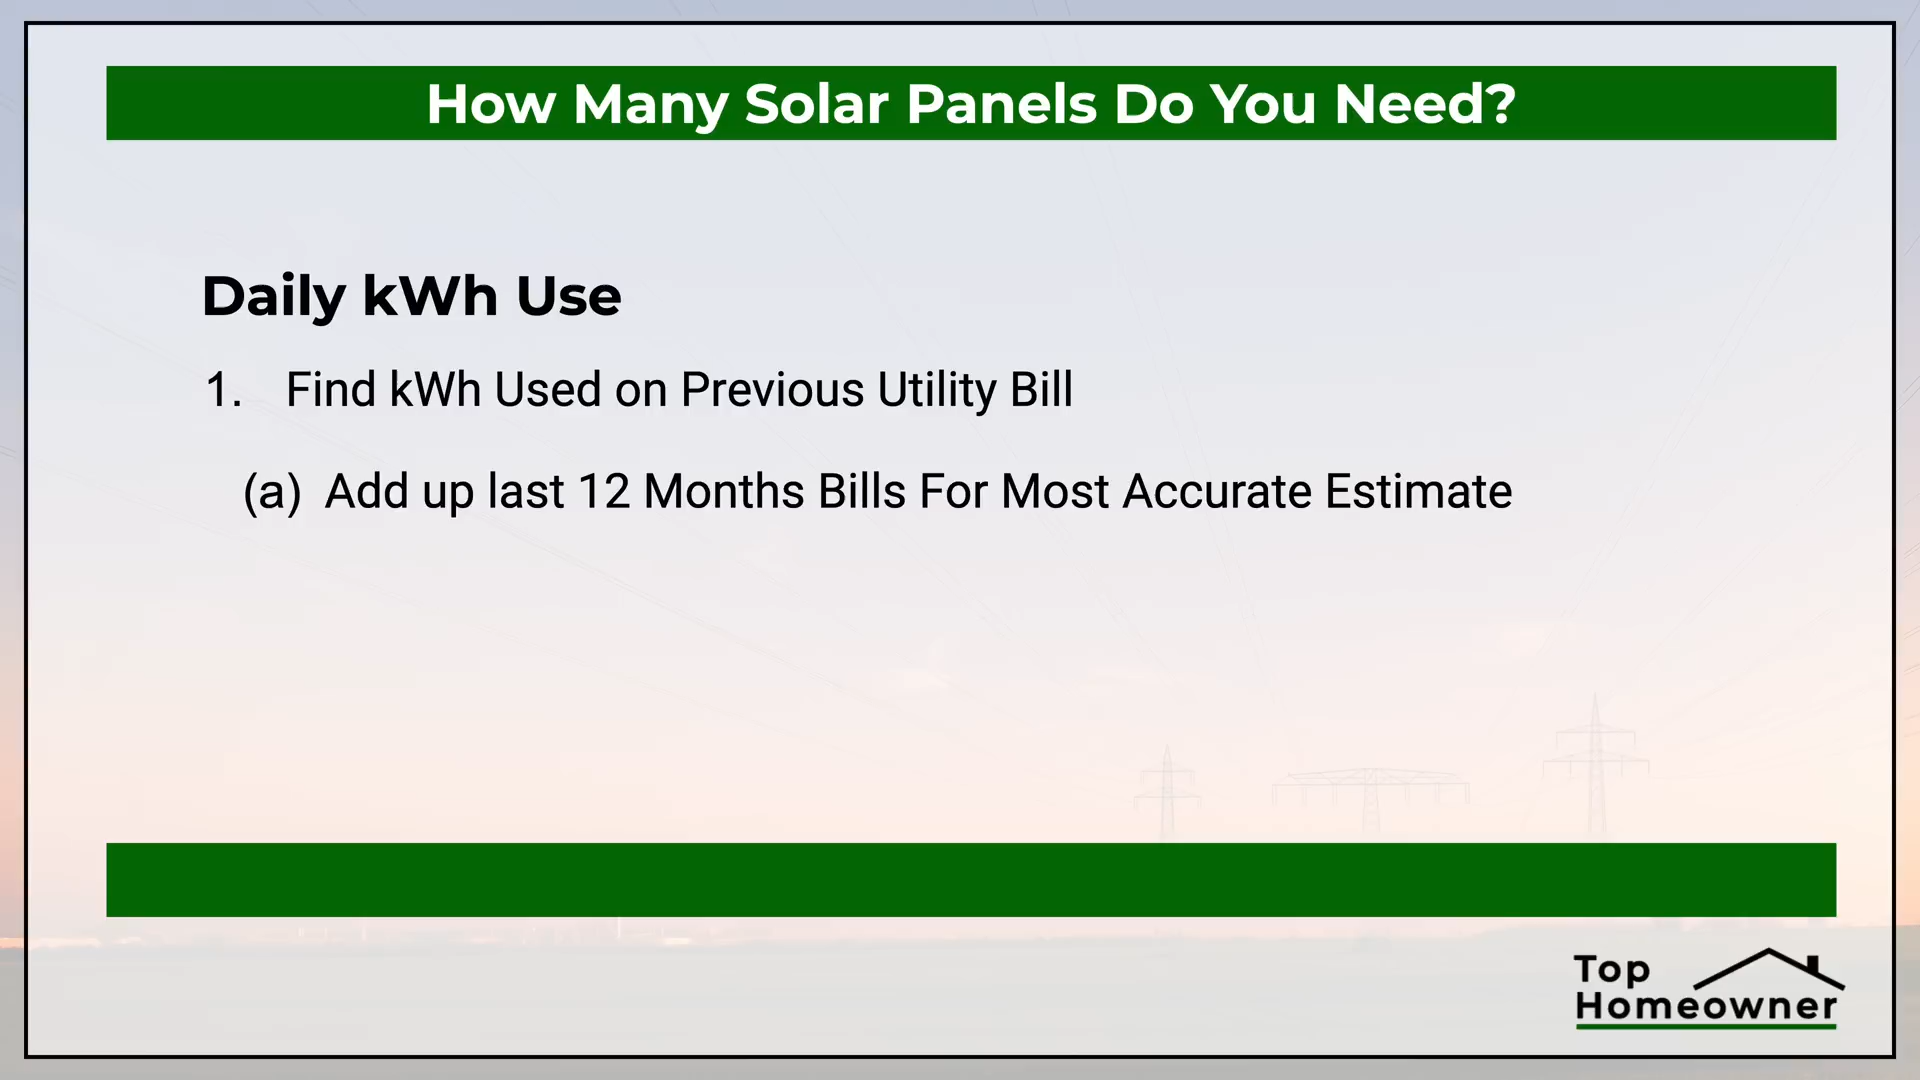 How Many Solar Panels Do You Need?
Daily kWh Use
1. Find kWh Used on Previous Utility Bill
(a) Add up last 12 Months Bills For Most Accurate Estimate
Top
Homeowner